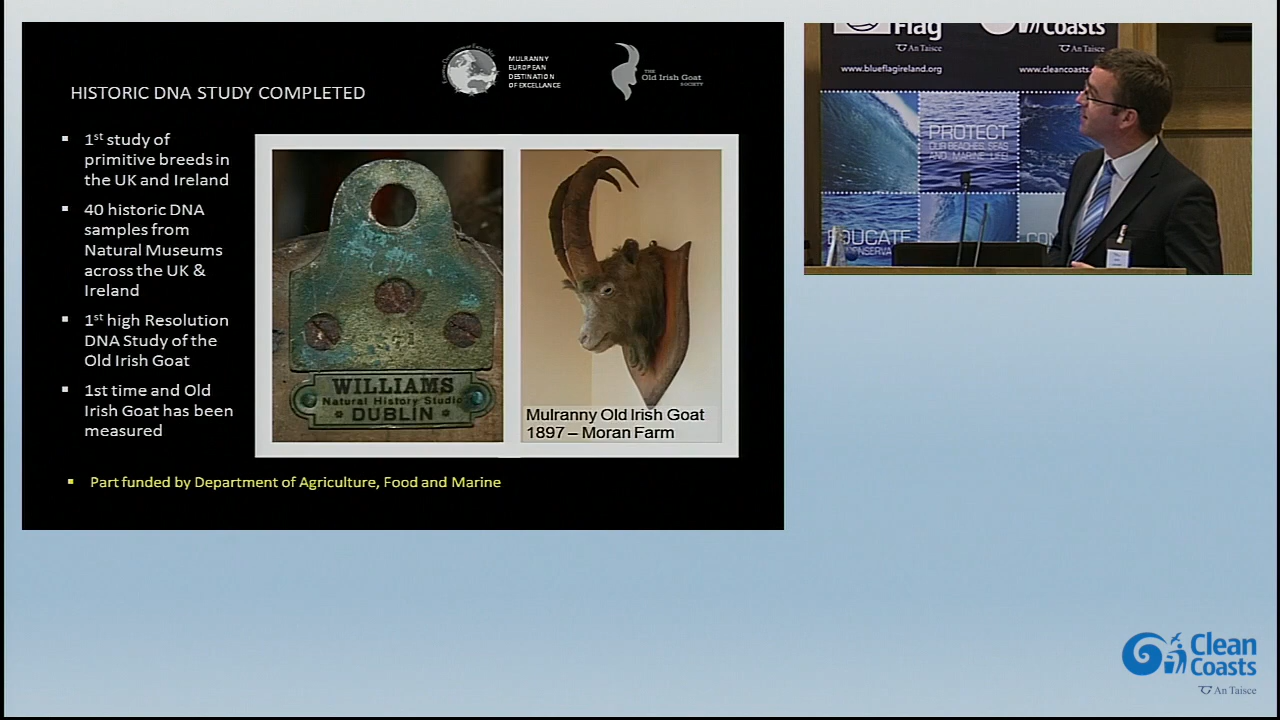 MULRANNY
EUROPEAN
DESTINATION
OF EXCELLENCE
THE
Old Irish Goat
SOCIETY
HISTORIC DNA STUDY COMPLETED
1st study of
primitive breeds in
the UK and Ireland
40 historic DNA
samples from
Natural Museums
across the UK &
Ireland
1st high Resolution
DNA Study of the
Old Irish Goat
1st time and Old
Irish Goat has been
measured
WILLIAMS
Natural History Studio
DUBLIN
Mulranny Old Irish Goat
1897 – Moran Farm
Part funded by Department of Agriculture, Food and Marine
Flag
An Taisce
www.blueflagireland.org
Clean Coasts
An Taisce
www.cleancoasts.
PROTECT
OUR BEACHES, SEAS
AND MARINE LIFE!
EDUCATE
CON
Clean
Coasts
An Taisce